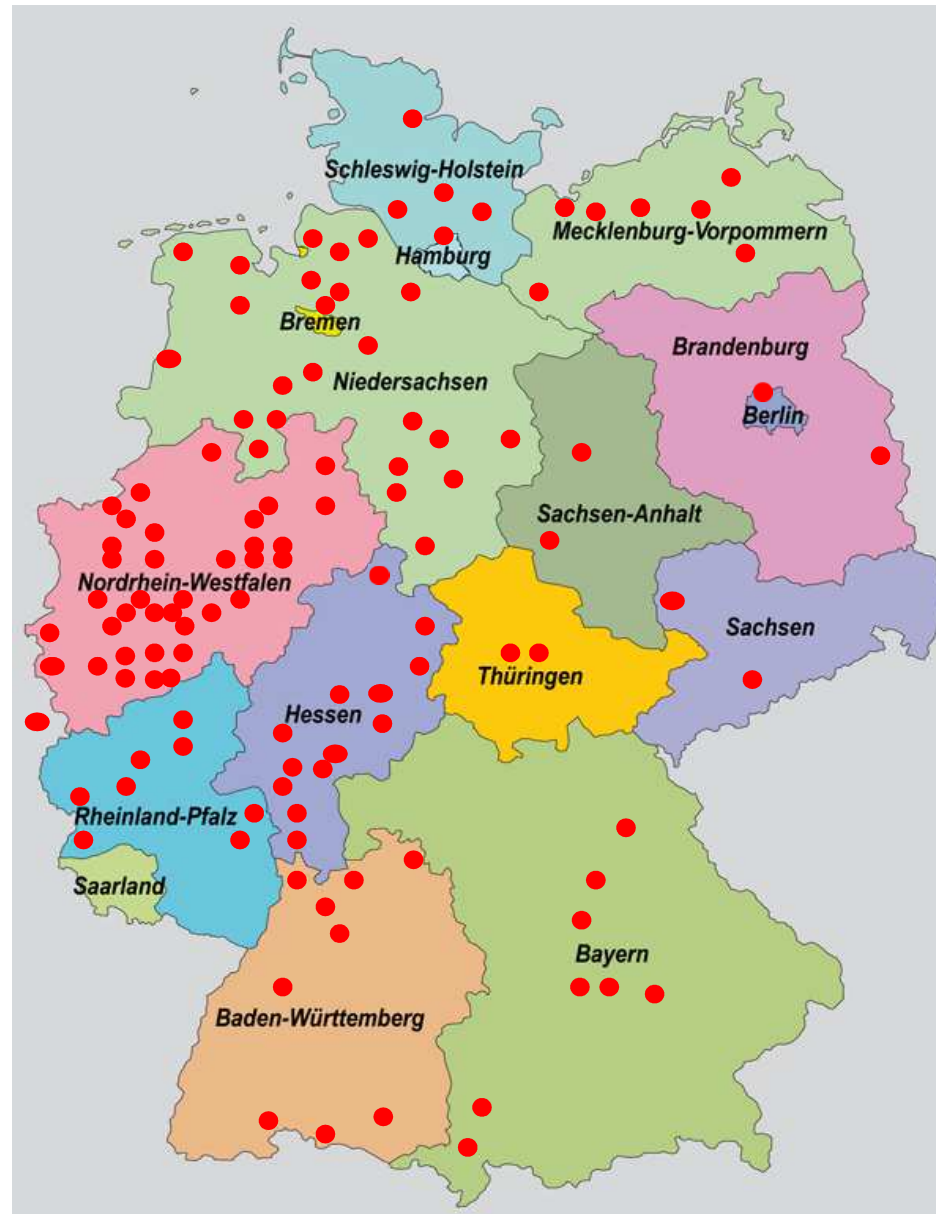 Schleswig-Holstein
Mecklenburg-Vorpommern
Hamburg
Bremen
Brandenburg
Niedersachsen
Berlin
Sachsen-Anhalt
Nordrhein-Westfalen
Sachsen
Thüringen
Hessen
Rheinland-Pfalz
Saarland
Bayern
Baden-Württemberg